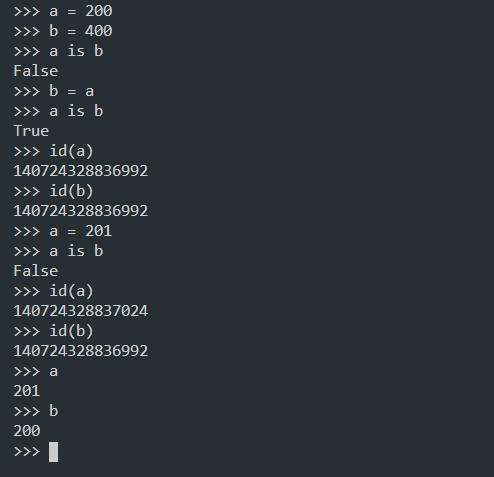 >>> a = 200
>>> b = 400
>>> a is b
False
>>> b = a
>>> a is b
True
>>> id(a)
140724328836992
>>> id(b)
140724328836992
>>> a = 201
>>> a is b
False
>>> id(a)
140724328837024
>>> id(b)
140724328836992
>>> a
201
>>> b
200
>>>